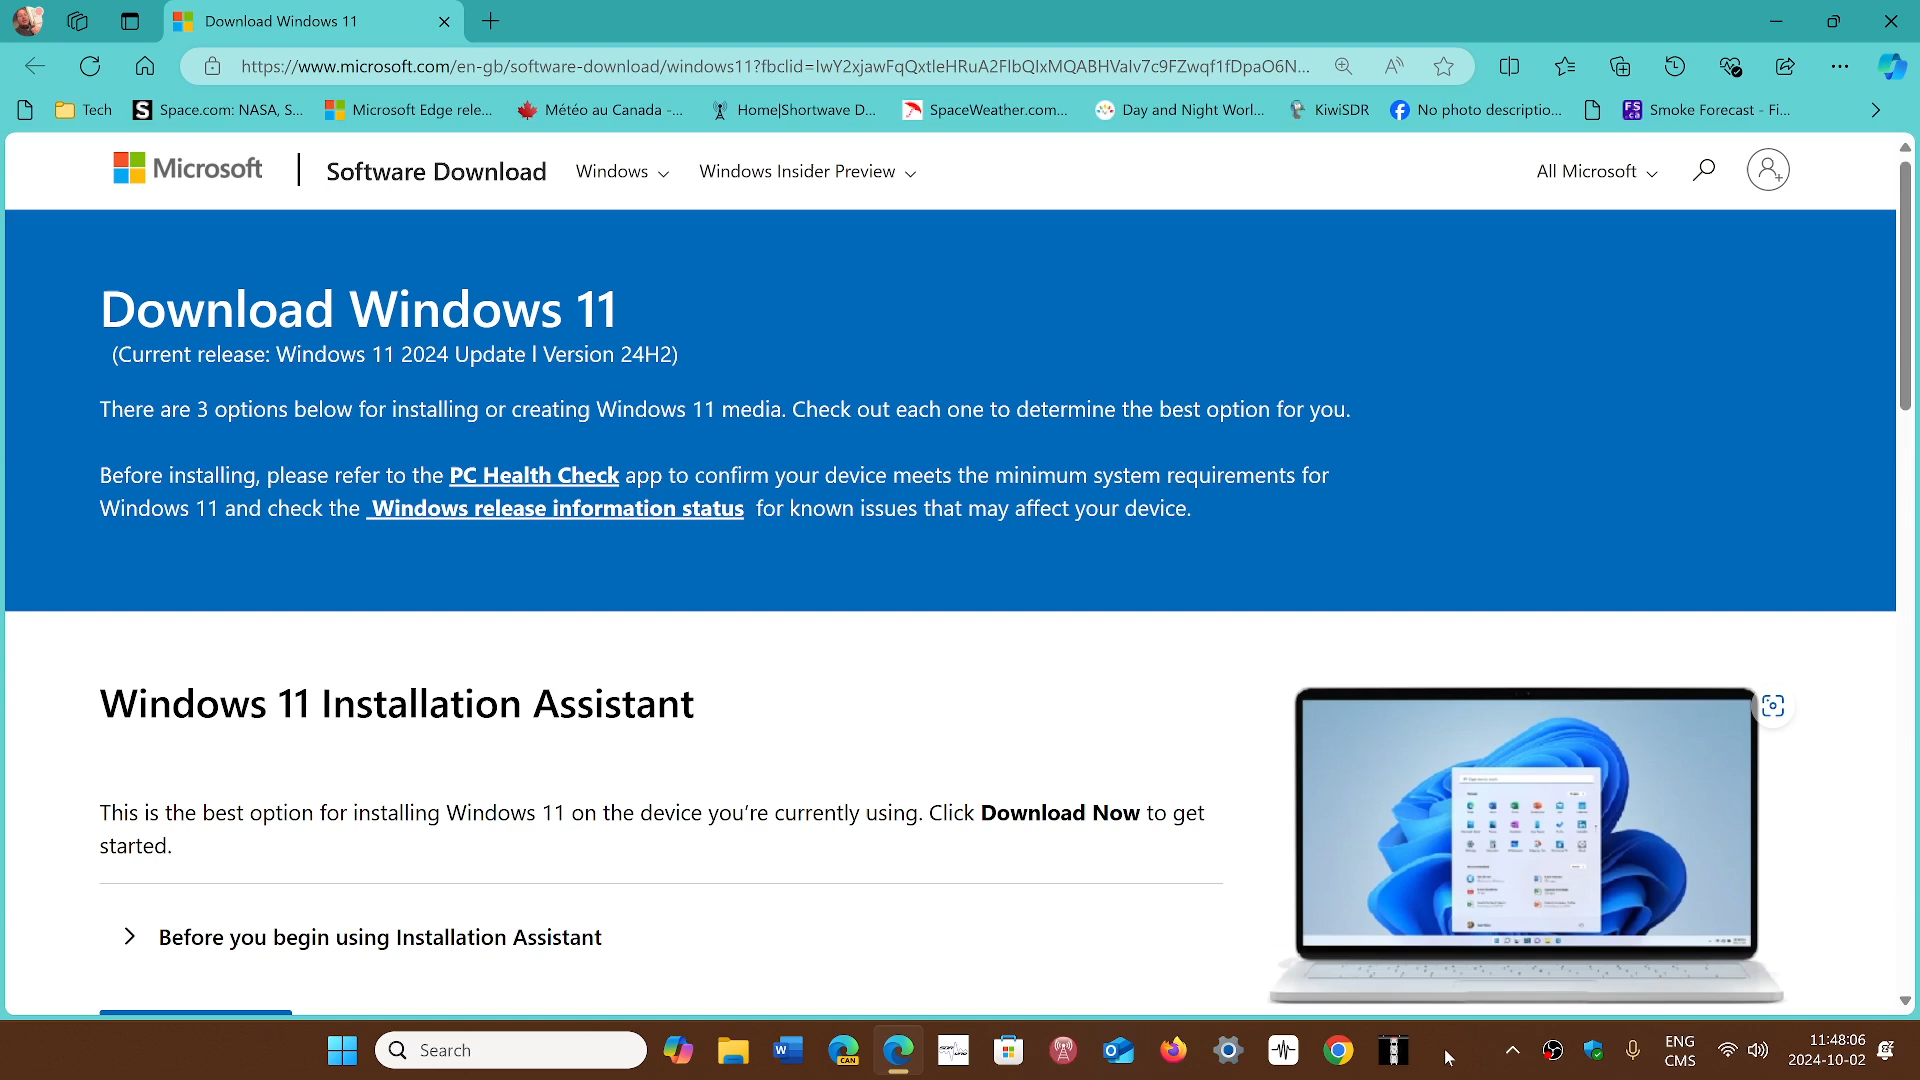 Download Windows 11
https://www.microsoft.com/en-gb/software-download/windows11?fbclid=IwY2xjawFqQxtleHRuA2FlbQIxMQABHValv7c9FZwqf1fDpaO6N...
Tech
Space.com: NASA, S...
Microsoft Edge rele...
Météo au Canada -...
Home|Shortwave D...
SpaceWeather.com...
Day and Night Worl...
KiwiSDR
No photo descriptio...
FS.ca
Smoke Forecast - Fi...
Microsoft
Software Download
Windows
Windows Insider Preview
All Microsoft
Download Windows 11
(Current release: Windows 11 2024 Update l Version 24H2)
There are 3 options below for installing or creating Windows 11 media. Check out each one to determine the best option for you.
Before installing, please refer to the PC Health Check app to confirm your device meets the minimum system requirements for
Windows 11 and check the Windows release information status for known issues that may affect your device.
Windows 11 Installation Assistant
This is the best option for installing Windows 11 on the device you’re currently using. Click Download Now to get
started.
Before you begin using Installation Assistant
Search
CAN
ENG
CMS
11:48:06
2024-10-02